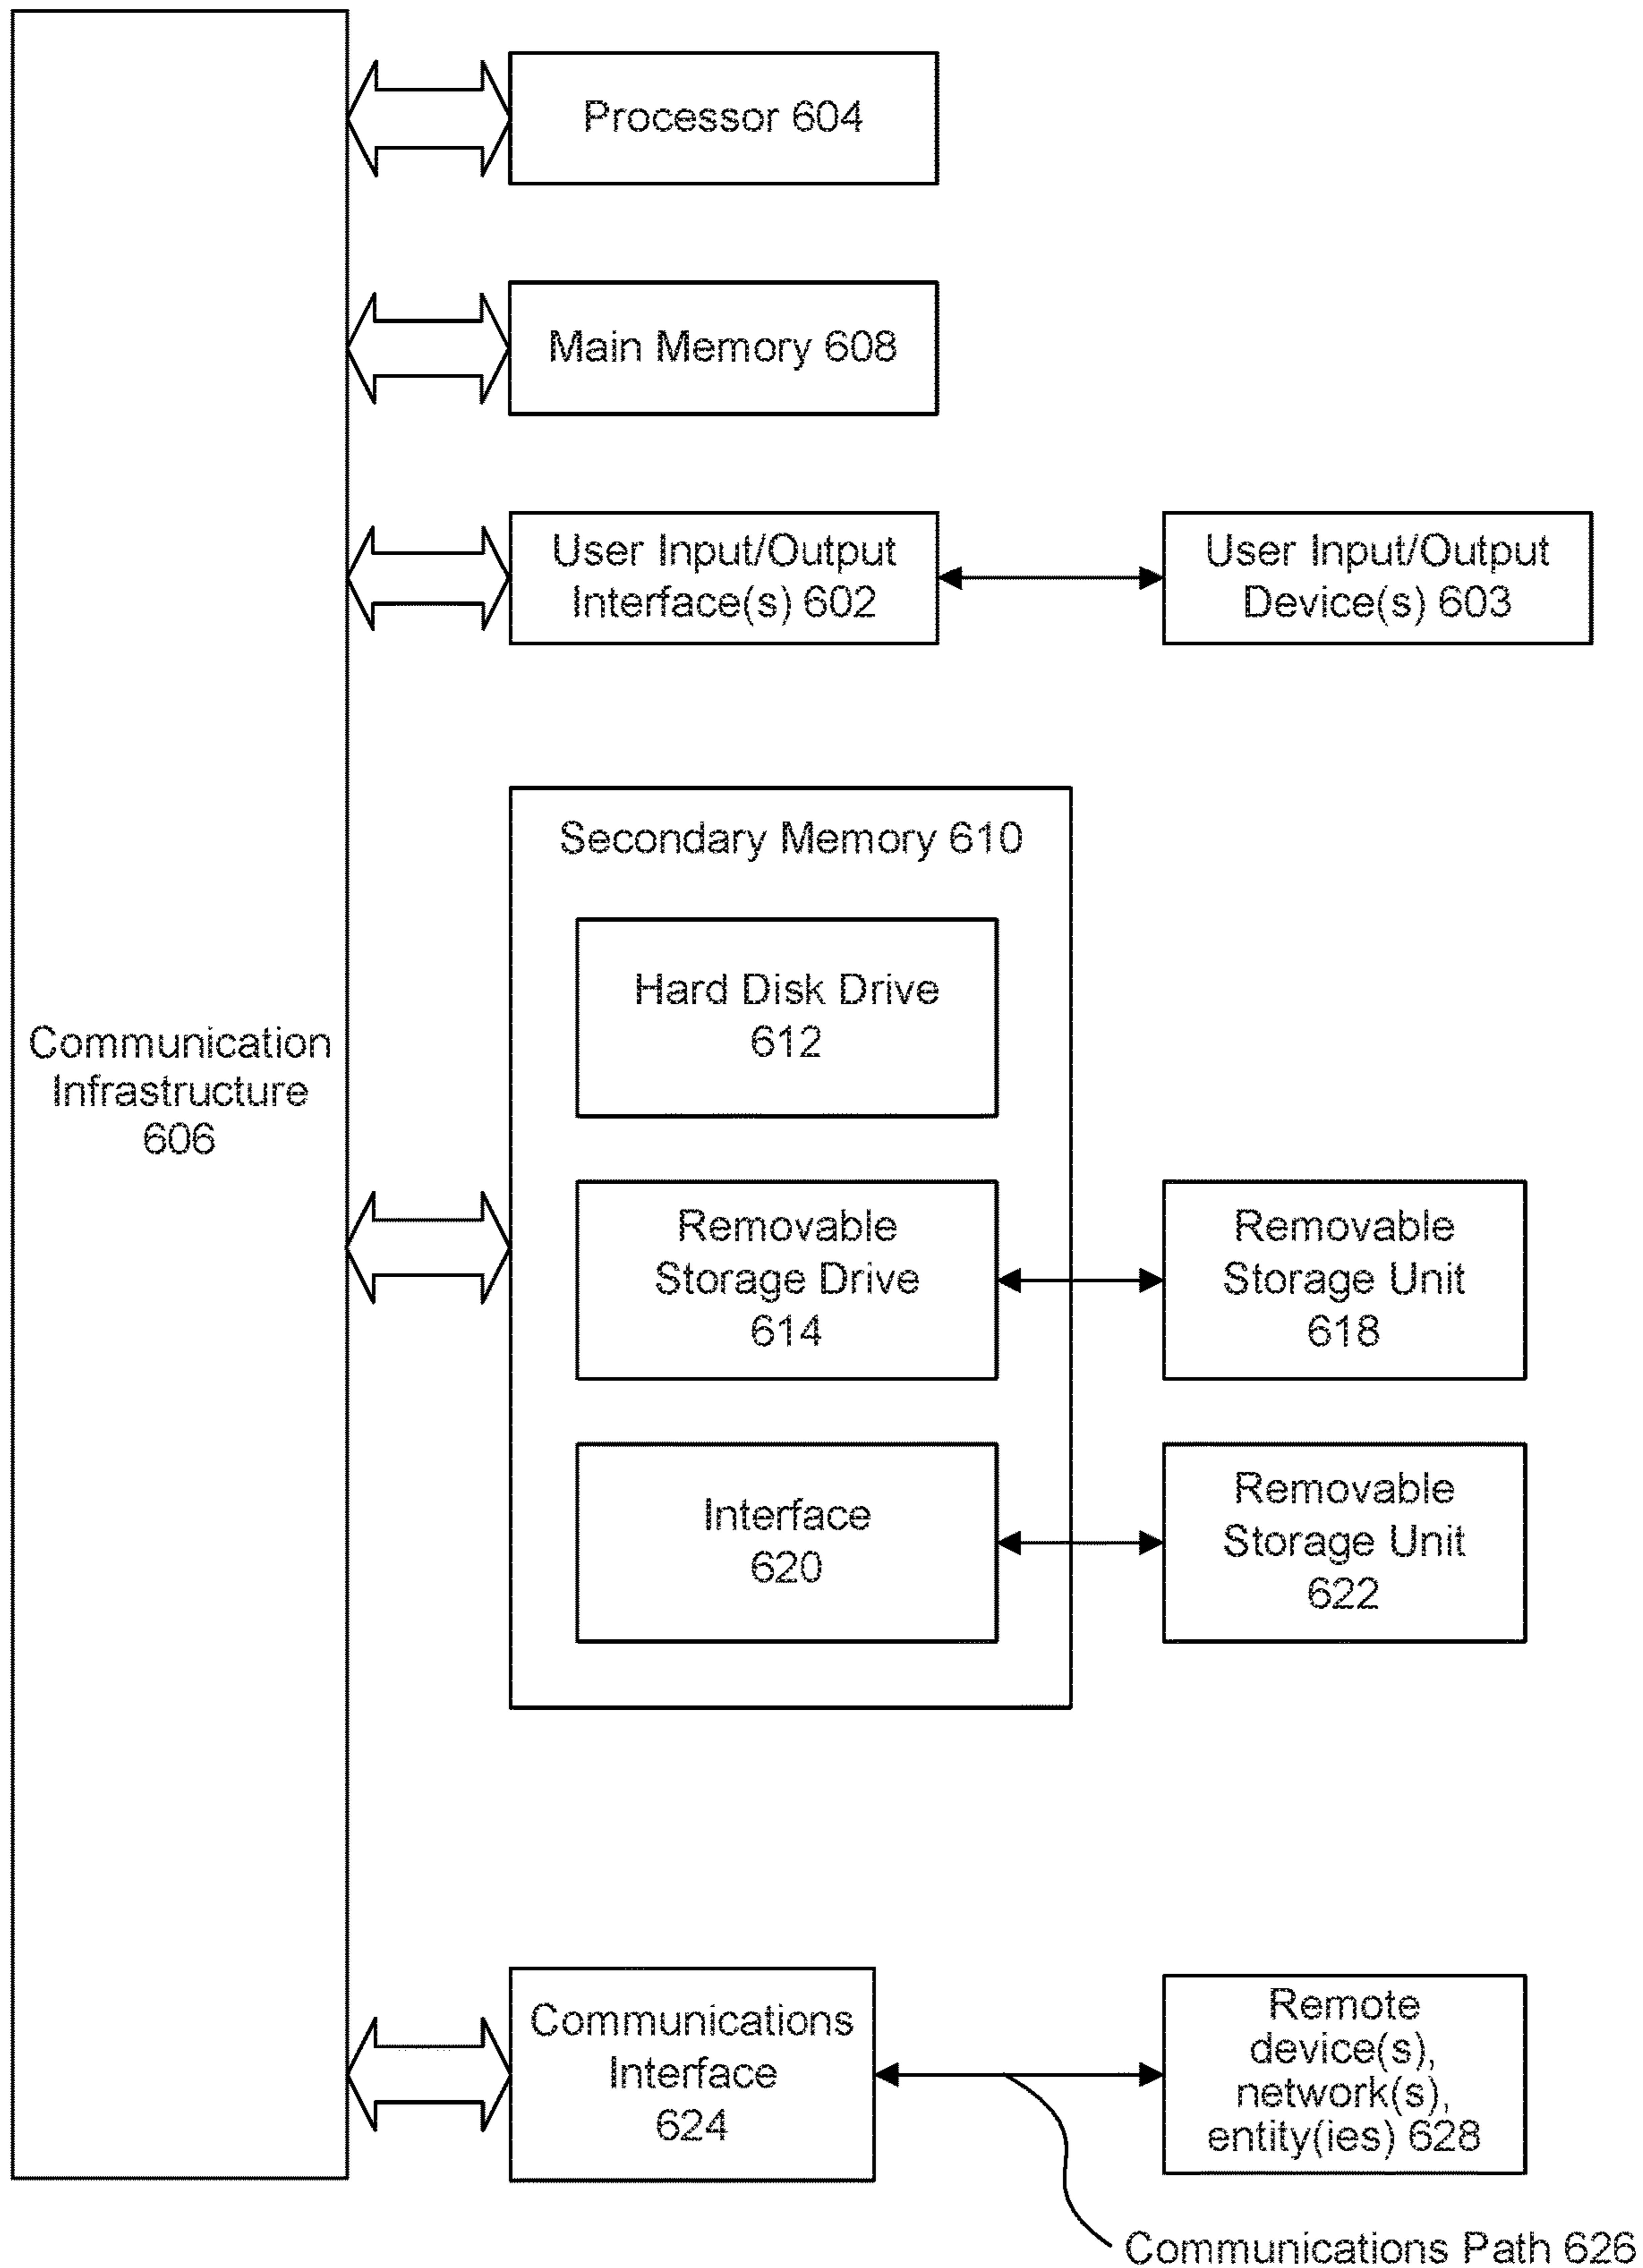 Processor 604
Main Memory 608
User Input/Output
Interface(s) 602
User Input/Output
Device(s) 603
Secondary Memory 610
Hard Disk Drive
612
Communication
Infrastructure
606
Removable
Storage Drive
614
Removable
Storage Unit
618
Interface
620
Removable
Storage Unit
622
Communications
Interface
624
Remote
device(s),
network(s),
entity(ies) 628
Communications Path 626